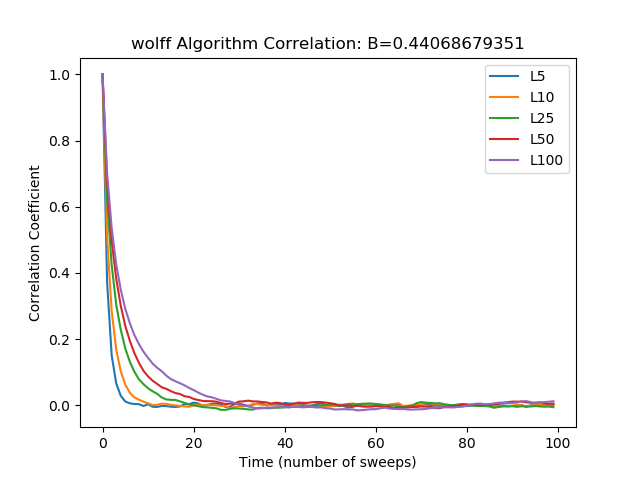 wolff Algorithm Correlation: B=0.44068679351
L5
L10
L25
L50
L100
1.0
0.8
0.6
0.4
0.2
0.0
Correlation Coefficient
0 20 40 60 80 100
Time (number of sweeps)